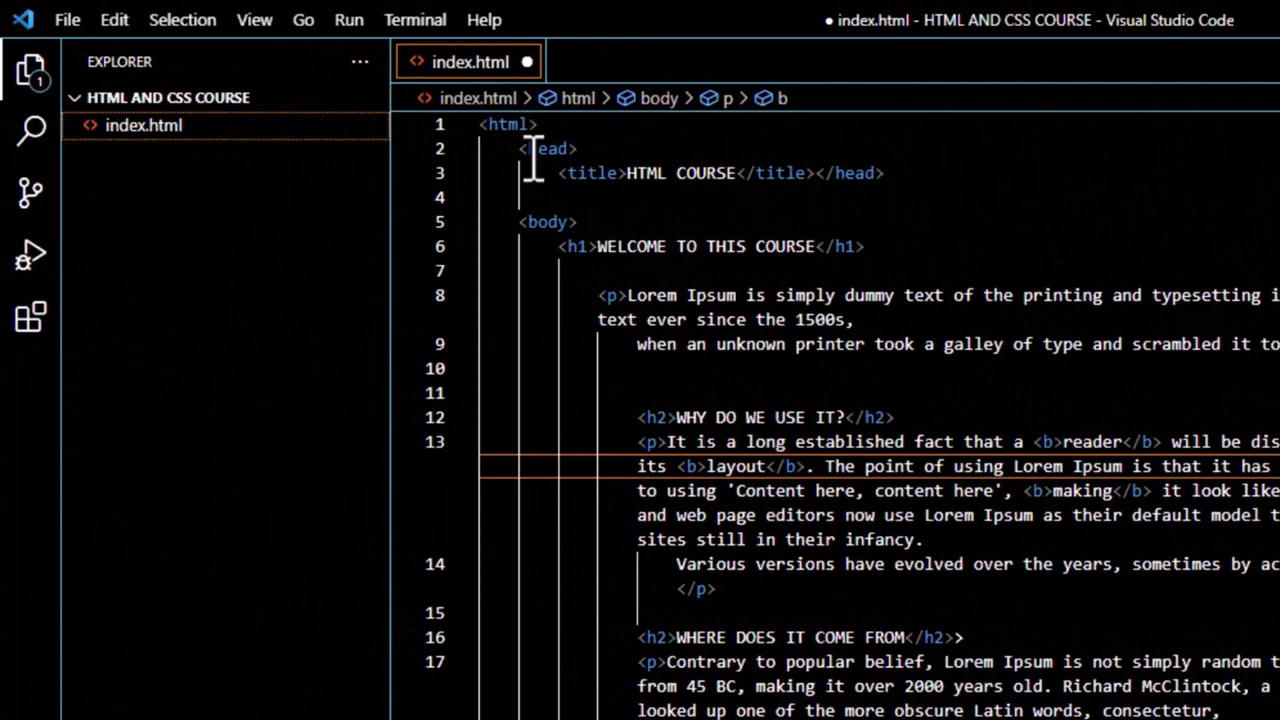 File Edit Selection View Go Run Terminal Help
● index.html - HTML AND CSS COURSE - Visual Studio Code
EXPLORER ···
index.html ●
1
HTML AND CSS COURSE
index.html > html > body > p > b
index.html
1 <html>
2 <head>
3 <title>HTML COURSE</title></head>
4
5 <body>
6 <h1>WELCOME TO THIS COURSE</h1>
7
8 <p>Lorem Ipsum is simply dummy text of the printing and typesetting i
text ever since the 1500s,
9 when an unknown printer took a galley of type and scrambled it to
10
11
12 <h2>WHY DO WE USE IT?</h2>
13 <p>It is a long established fact that a <b>reader</b> will be dis
its <b>layout</b>. The point of using Lorem Ipsum is that it has
to using 'Content here, content here', <b>making</b> it look like
and web page editors now use Lorem Ipsum as their default model t
sites still in their infancy.
14 Various versions have evolved over the years, sometimes by ac
</p>
15
16 <h2>WHERE DOES IT COME FROM</h2>>
17 <p>Contrary to popular belief, Lorem Ipsum is not simply random t
from 45 BC, making it over 2000 years old. Richard McClintock, a
looked up one of the more obscure Latin words, consectetur,